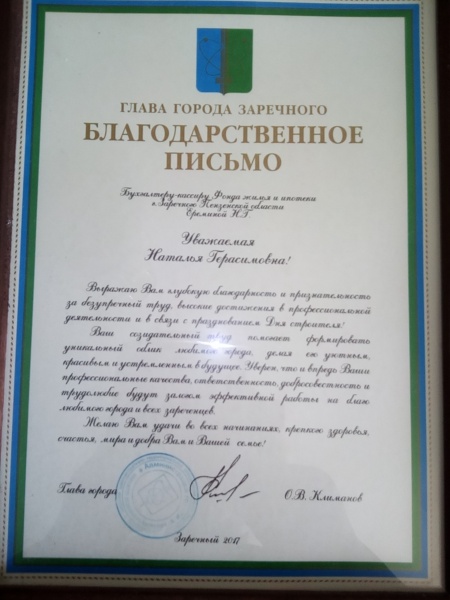 ГЛАВА ГОРОДА ЗАРЕЧНОГО
БЛАГОДАРСТВЕННОЕ
ПИСЬМО
Бухгалтеру-кассиру Фонда жилья и ипотеки
г.Заречного Пензенской области
Ереминой Н.Г
Уважаемая
Наталья Герасимовна!
Выражаю Вам глубокую благодарность и признательность
за безупречный труд, высокие достижения в профессиональной
деятельности и в связи с празднованием Дня строителя!
Ваш созидательный труд помогает формировать
уникальный облик любимого города, делая его уютным,
красивым и устремленным в будущее. Уверен, что и впредь Ваши
профессиональные качества, ответственность, добросовестность и
трудолюбие будут залогом эффективной работы на благо
любимого города и всех зареченцев.
Желаю Вам удачи во всех начинаниях, крепкого здоровья,
счастья, мира и добра Вам и Вашей семье!
Глава города
О.В. Климанов
Заречный 2017